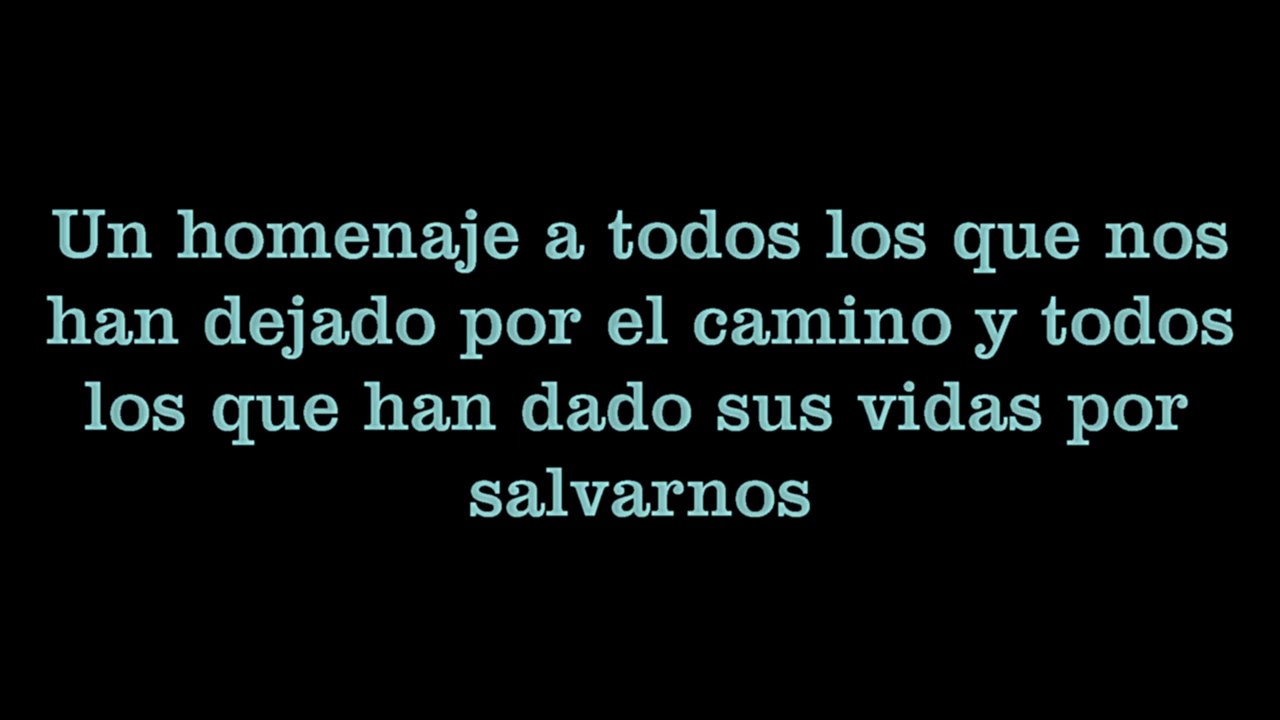 Un homenaje a todos los que nos
han dejado por el camino y todos
los que han dado sus vidas por
salvarnos